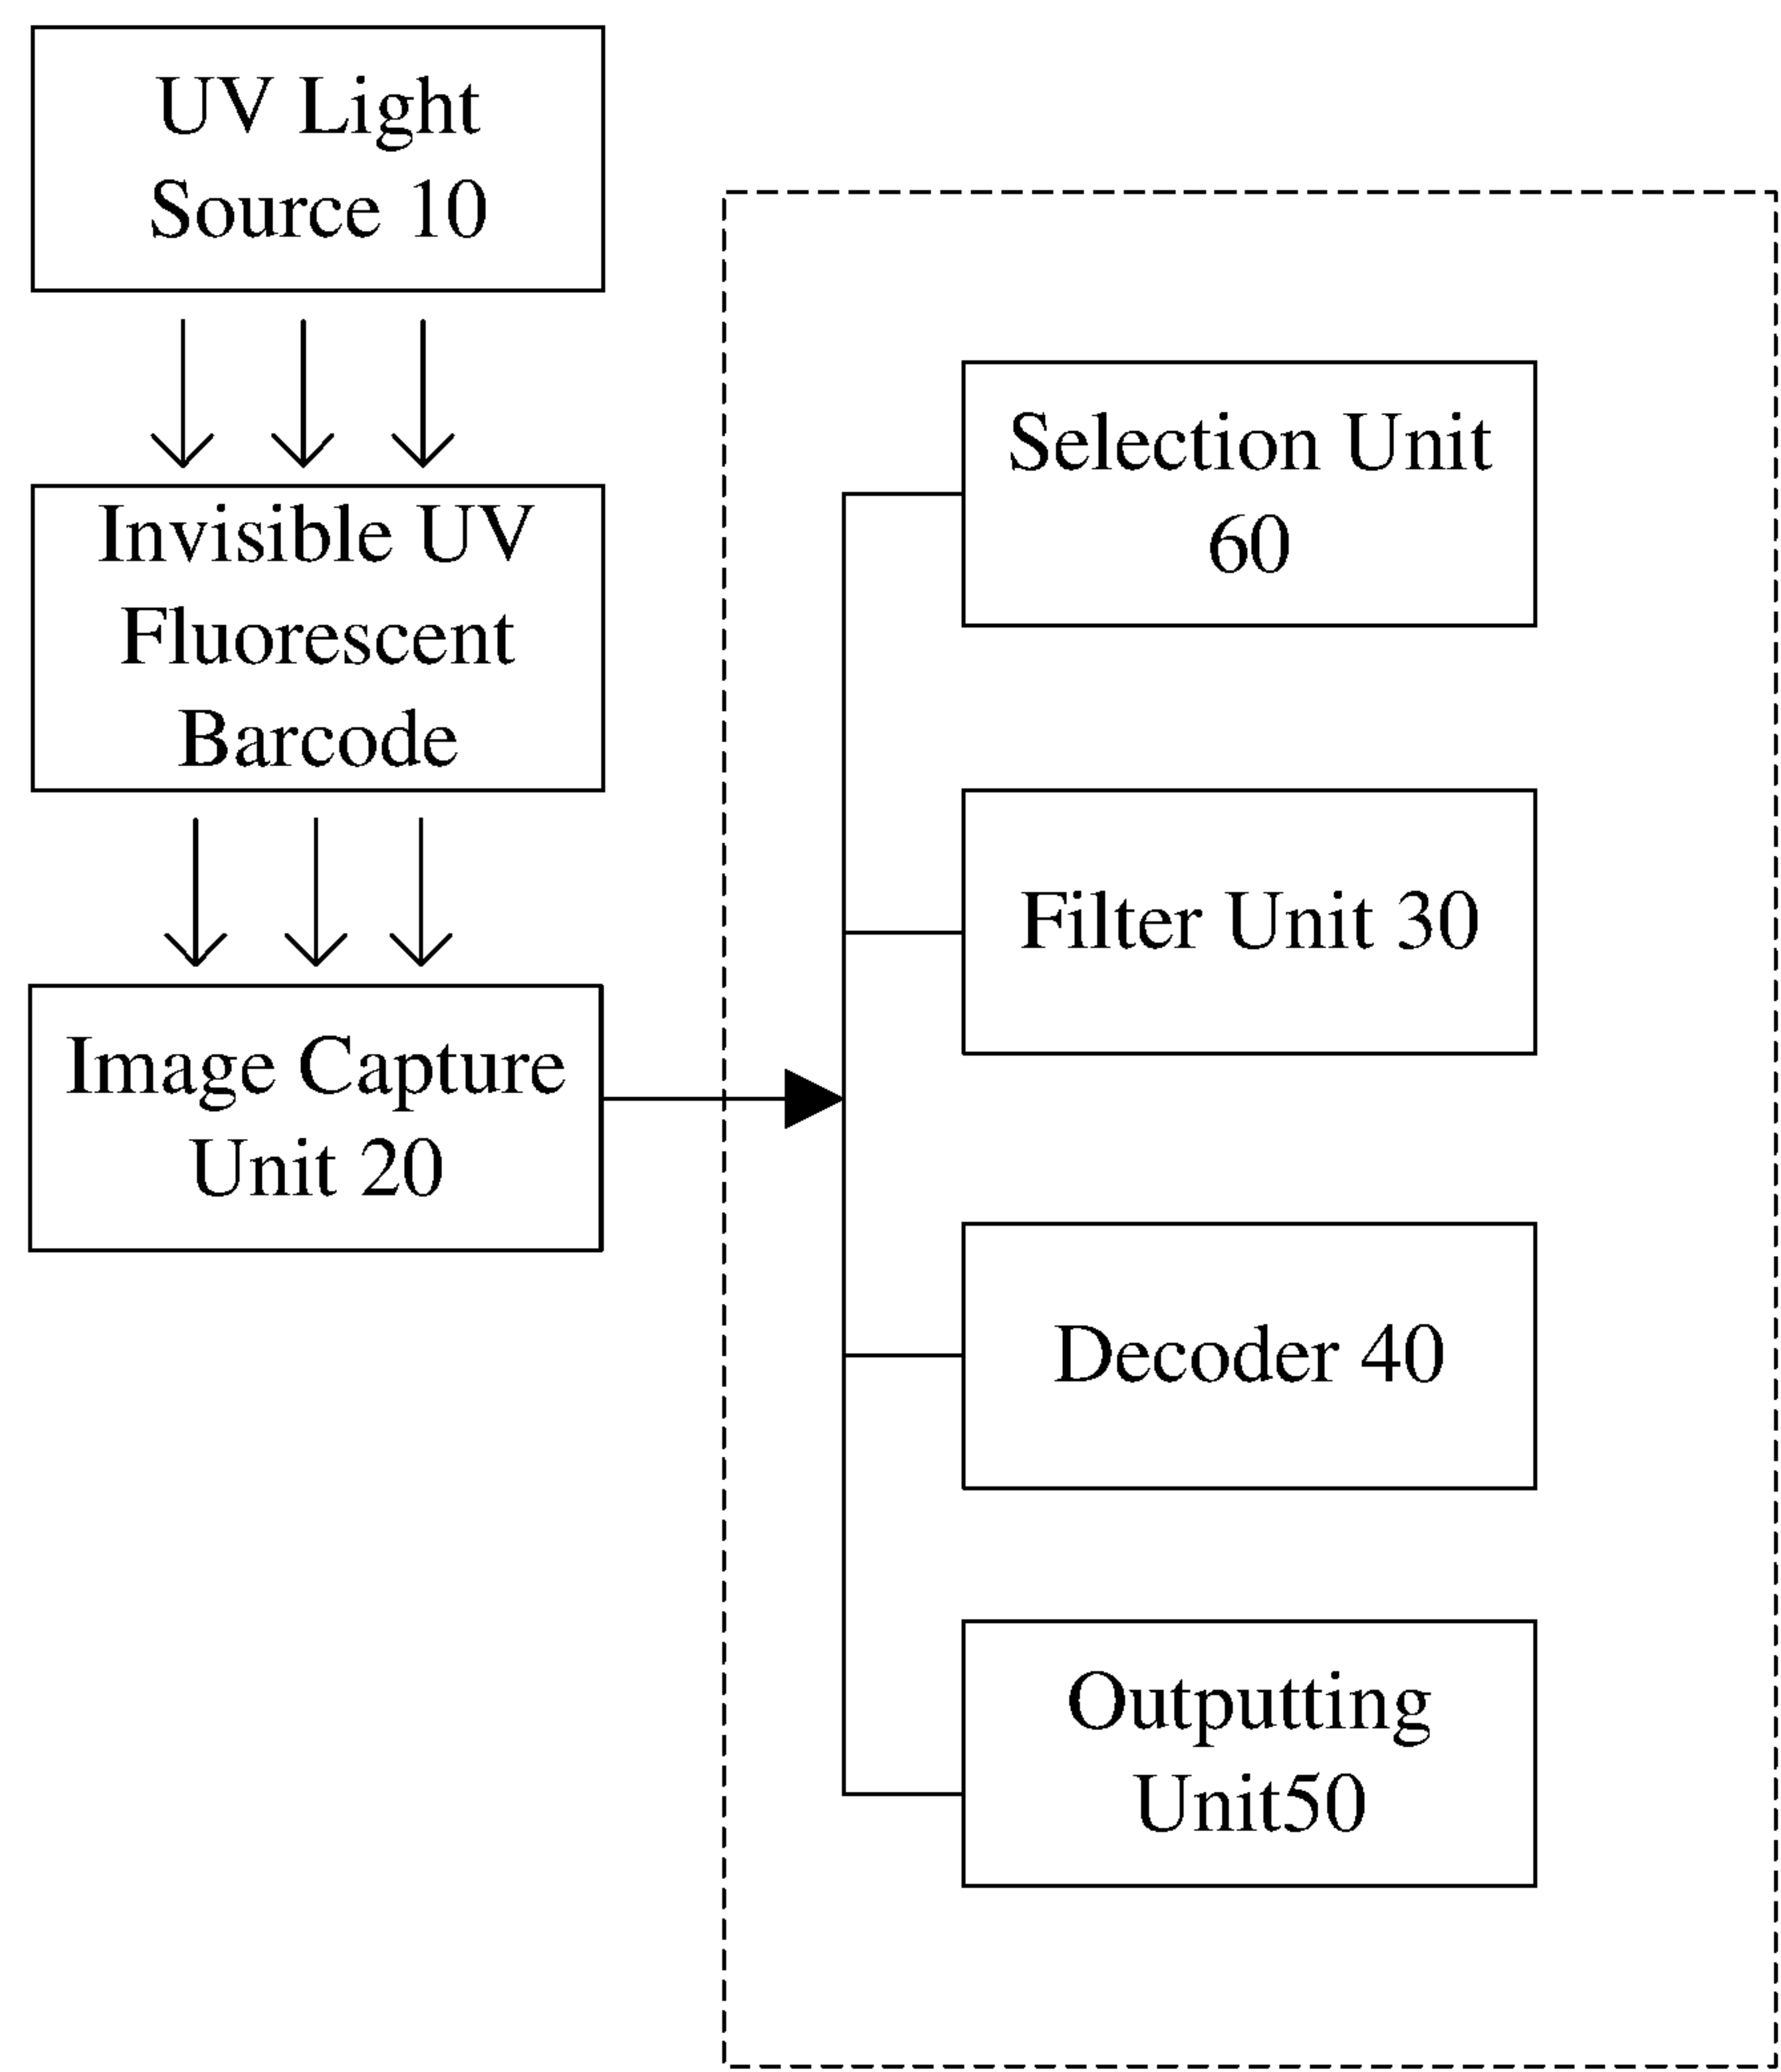 UV Light
Source 10
Invisible UV
Fluorescent
Barcode
Image Capture
Unit 20
Selection Unit
60
Filter Unit 30
Decoder 40
Outputting
Unit50